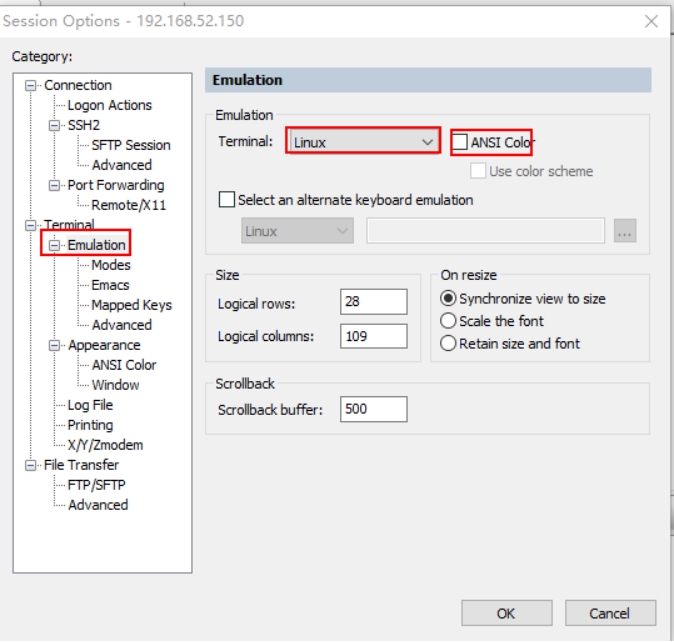 Session Options - 192.168.52.150
Category:
Connection
Logon Actions
SSH2
SFTP Session
Advanced
Port Forwarding
Remote/X11
Terminal
Emulation
Modes
Emacs
Mapped Keys
Advanced
Appearance
ANSI Color
Window
Log File
Printing
X/Y/Zmodem
File Transfer
FTP/SFTP
Advanced
Emulation
Emulation
Terminal: Linux ANSI Color
Use color scheme
Select an alternate keyboard emulation
Linux ...
Size
Logical rows: 28
Logical columns: 109
On resize
Synchronize view to size
Scale the font
Retain size and font
Scrollback
Scrollback buffer: 500
OK Cancel